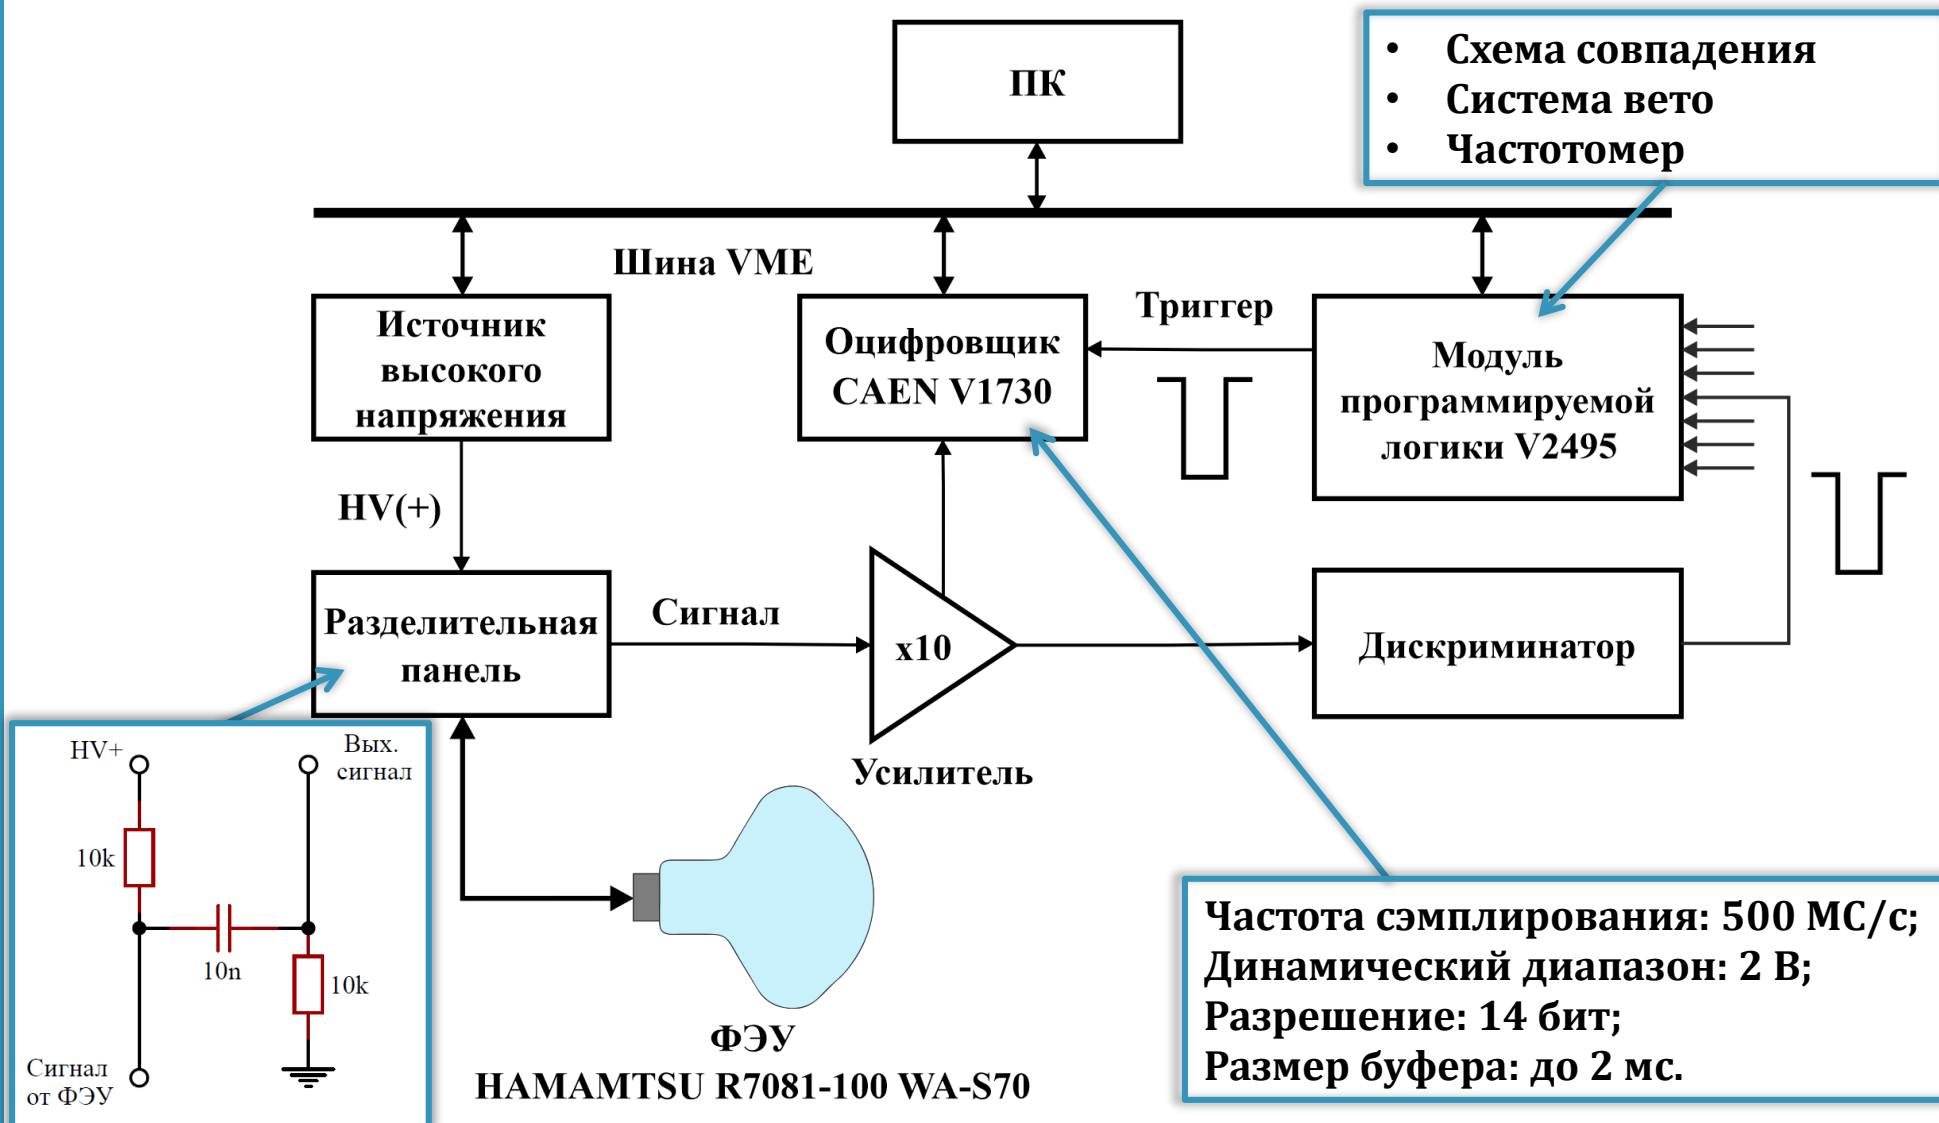 ПК
• Схема совпадения
• Система вето
• Частотомер
Шина VME
Источник
высокого
напряжения
Оцифровщик
CAEN V1730
Триггер
Модуль
программируемой
логики V2495
HV(+)
Разделительная
панель
Сигнал
x10
Усилитель
Дискриминатор
HV+
Вых.
сигнал
10k
10n
10k
Сигнал
от ФЭУ
ФЭУ
HAMAMTSU R7081-100 WA-S70
Частота сэмплирования: 500 МС/с;
Динамический диапазон: 2 В;
Разрешение: 14 бит;
Размер буфера: до 2 мс.